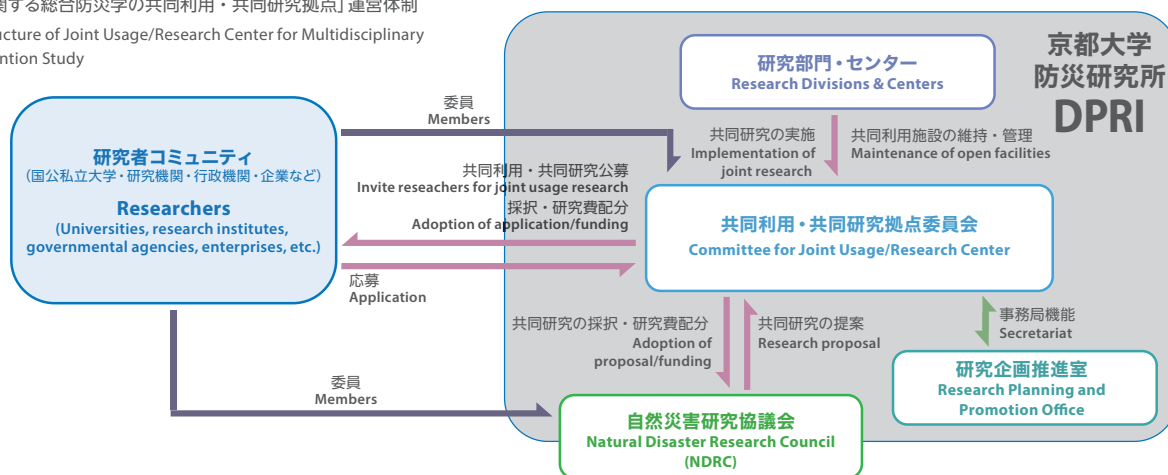 関する総合防災学の共同利用・共同研究拠点」運営体制
ucture of Joint Usage/Research Center for Multidisciplinary
ention Study
京都大学
防災研究所
DPRI
研究部門・センター
Research Divisions & Centers
委員
Members
共同研究の実施
Implementation of
joint research
共同利用施設の維持・管理
Maintenance of open facilities
研究者コミュニティ
(国公私立大学・研究機関・行政機関・企業など)
Researchers
(Universities, research institutes,
governmental agencies, enterprises, etc.)
共同利用・共同研究公募
Invite reseachers for joint usage research
採択・研究費配分
Adoption of application/funding
共同利用・共同研究拠点委員会
Committee for Joint Usage/Research Center
応募
Application
共同研究の採択・研究費配分
Adoption of
proposal/funding
共同研究の提案
Research proposal
事務局機能
Secretariat
研究企画推進室
Research Planning and
Promotion Office
委員
Members
自然災害研究協議会
Natural Disaster Research Council
(NDRC)